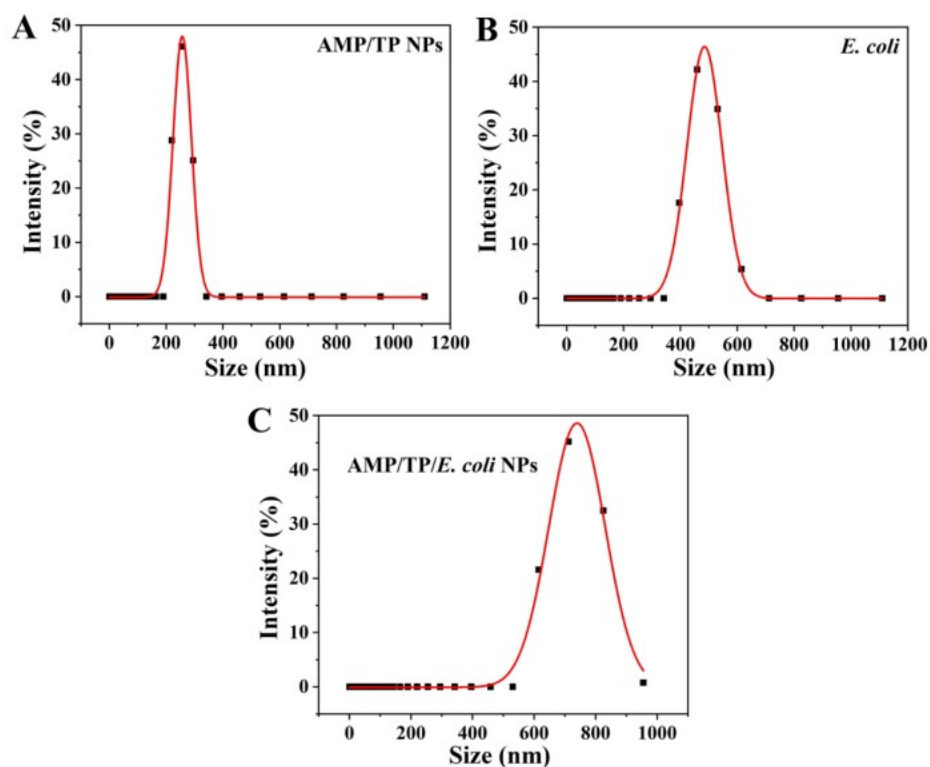 A
AMP/TP NPs
Intensity (%)
50
40
30
20
10
0
0 200 400 600 800 1000 1200
Size (nm)
B
E. coli
Intensity (%)
50
40
30
20
10
0
0 200 400 600 800 1000 1200
Size (nm)
C
AMP/TP/E. coli NPs
Intensity (%)
50
40
30
20
10
0
0 200 400 600 800 1000
Size (nm)